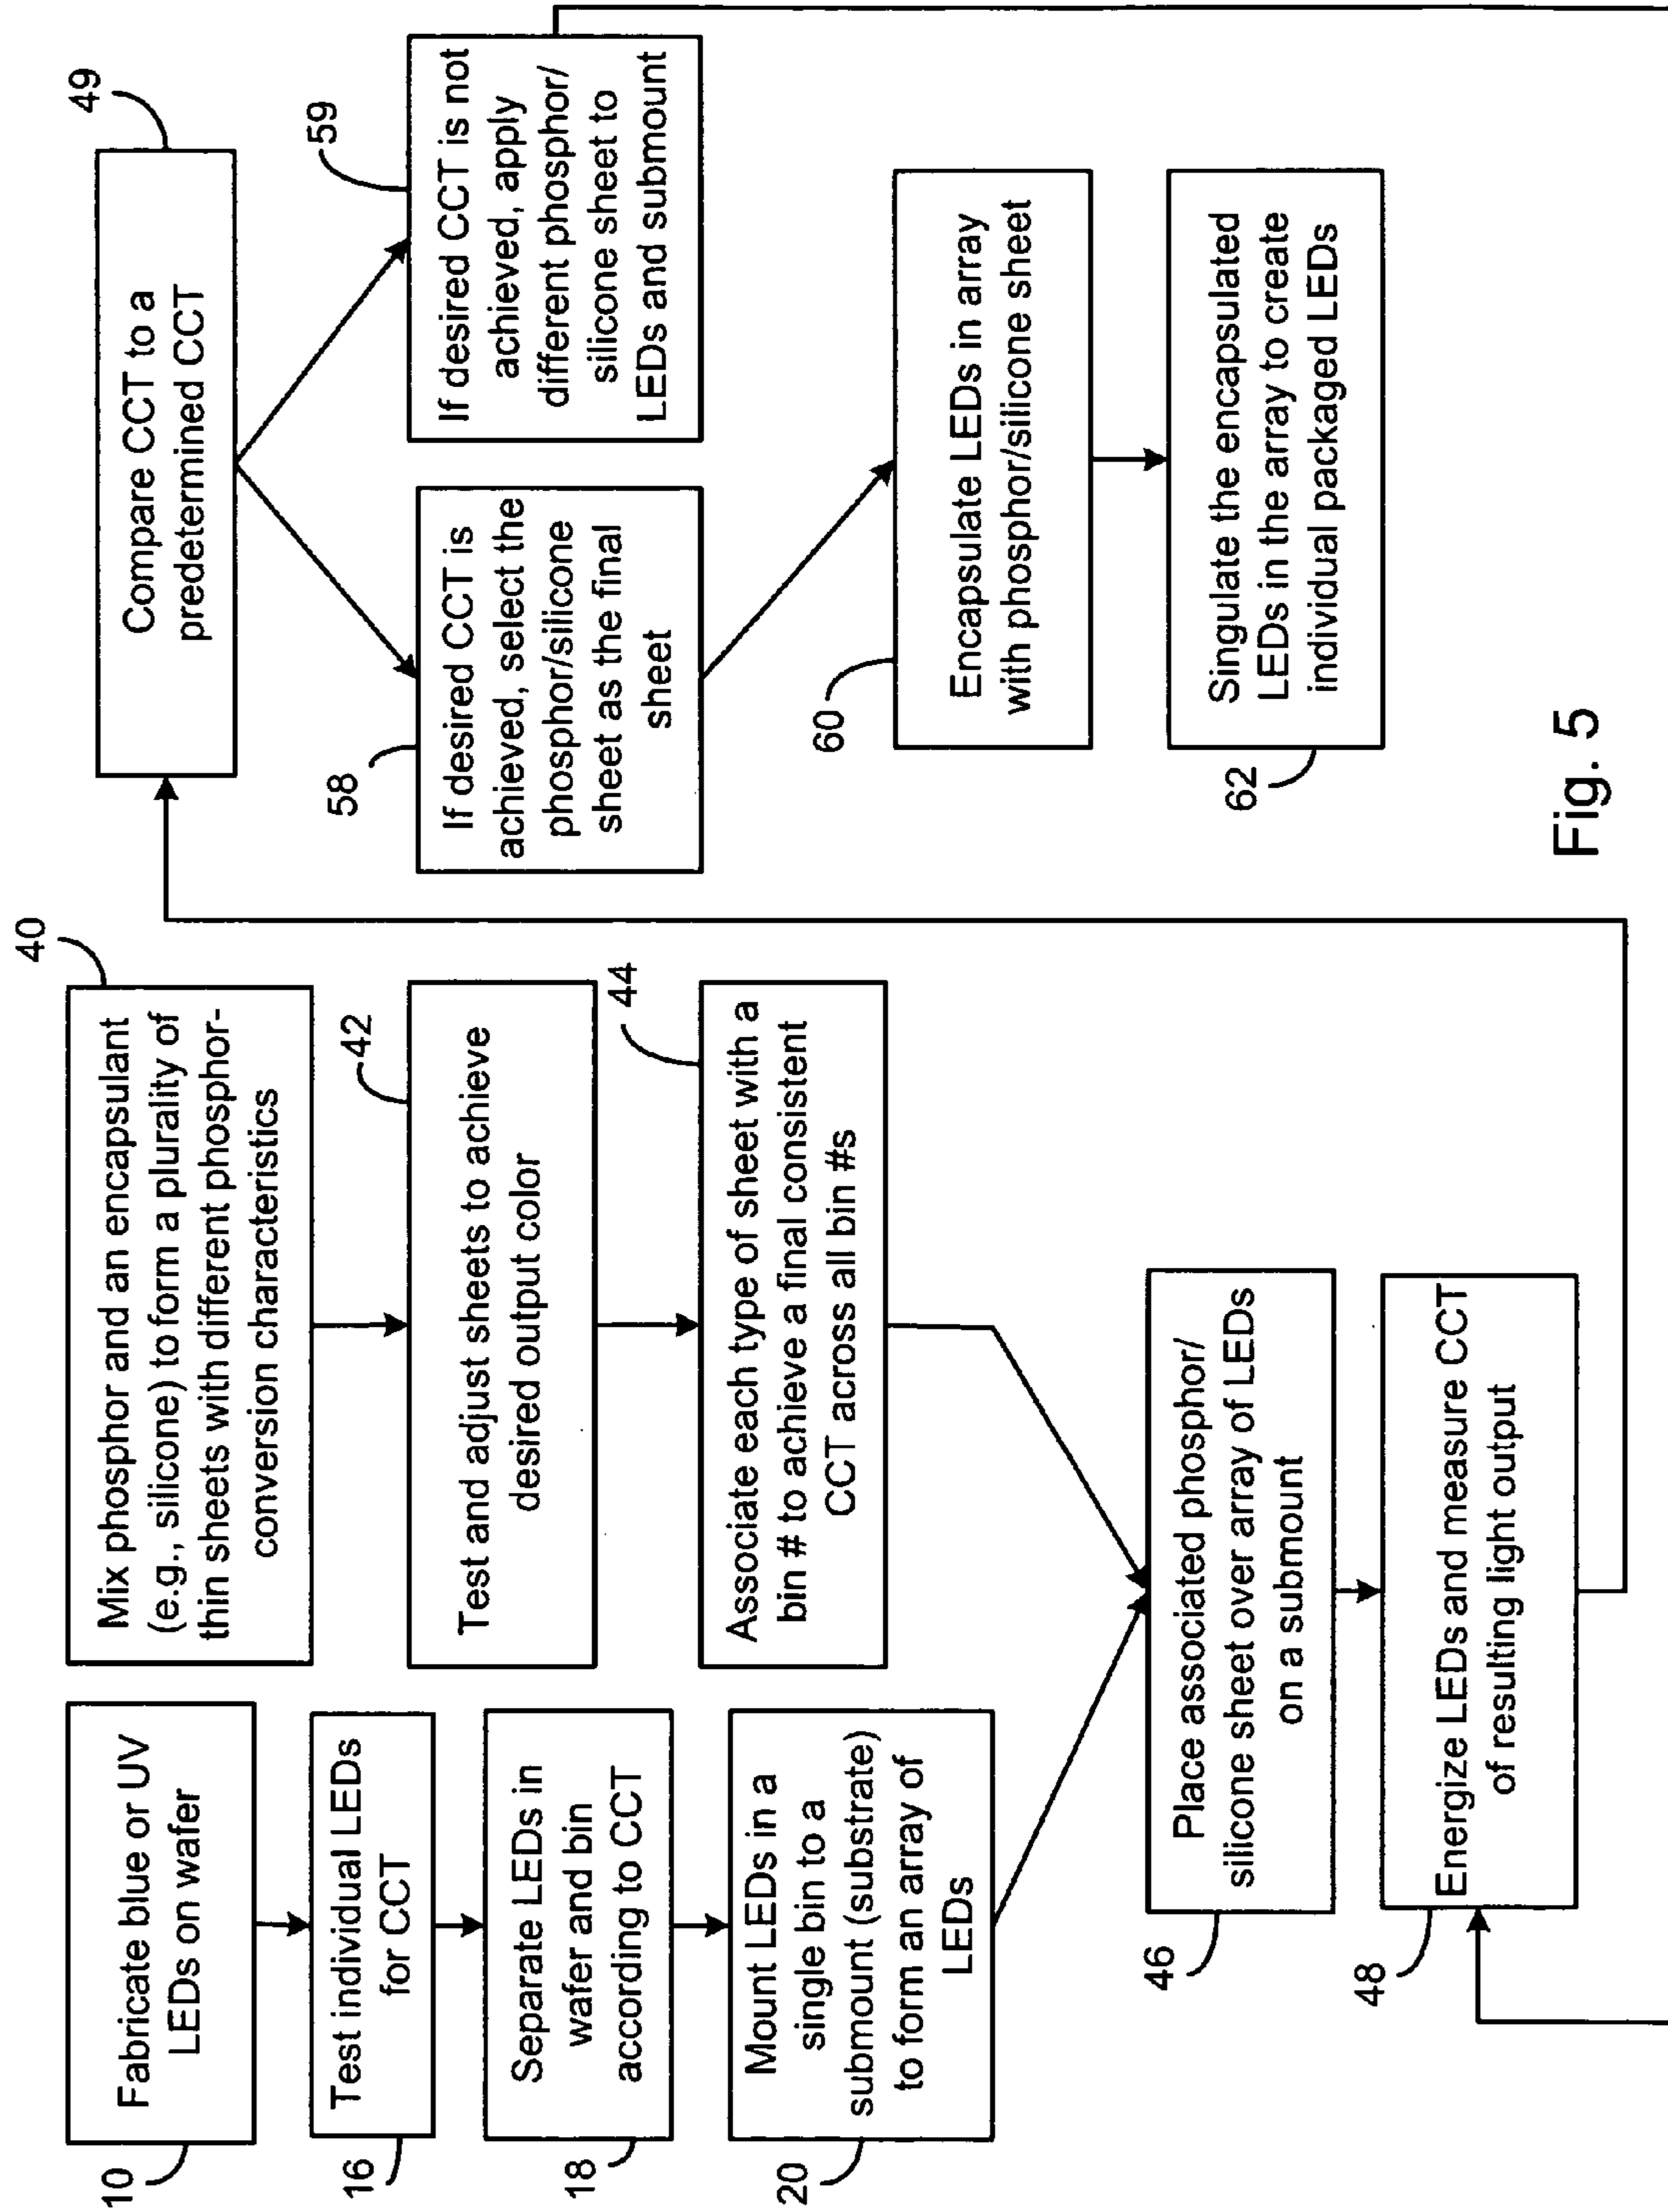 10
Fabricate blue or UV
LEDs on wafer
16
Test individual LEDs
for CCT
18
Separate LEDs in
wafer and bin
according to CCT
20
Mount LEDs in a
single bin to a
submount (substrate)
to form an array of
LEDs
40
Mix phosphor and an encapsulant
(e.g., silicone) to form a plurality of
thin sheets with different phosphor-
conversion characteristics
42
Test and adjust sheets to achieve
desired output color
44
Associate each type of sheet with a
bin # to achieve a final consistent
CCT across all bin #s
46
Place associated phosphor/
silicone sheet over array of LEDs
on a submount
48
Energize LEDs and measure CCT
of resulting light output
49
Compare CCT to a
predetermined CCT
58
If desired CCT is
achieved, select the
phosphor/silicone
sheet as the final
sheet
59
If desired CCT is not
achieved, apply
different phosphor/
silicone sheet to
LEDs and submount
60
Encapsulate LEDs in array
with phosphor/silicone sheet
62
Singulate the encapsulated
LEDs in the array to create
individual packaged LEDs
Fig. 5